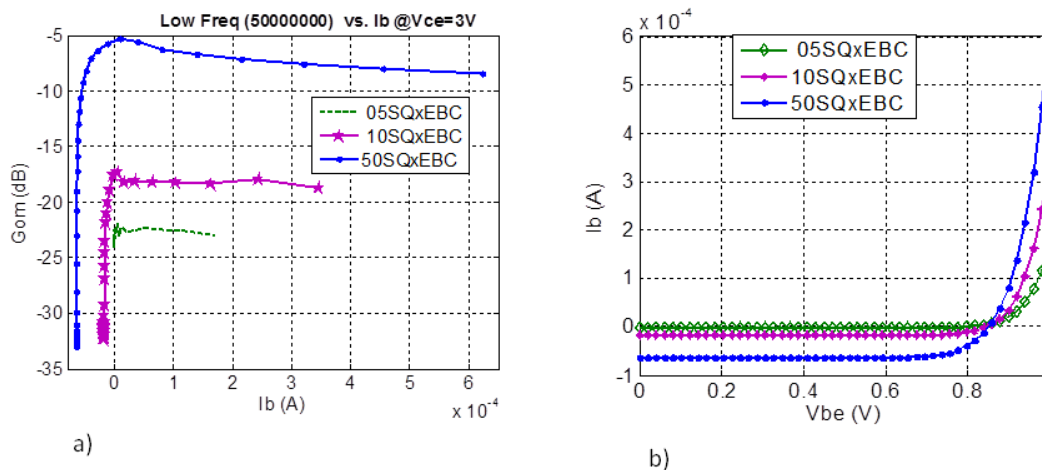 Low Freq (50000000) vs. Ib @Vce=3V
-5
-10
-15
-20
-25
-30
-35
Gom (dB)
05SQxEBC
10SQxEBC
50SQxEBC
0 1 2 3 4 5 6
Ib (A)
x 10-4
a)
x 10-4
6
5
4
3
2
1
0
-1
Ib (A)
05SQxEBC
10SQxEBC
50SQxEBC
0 0.2 0.4 0.6 0.8
Vbe (V)
b)